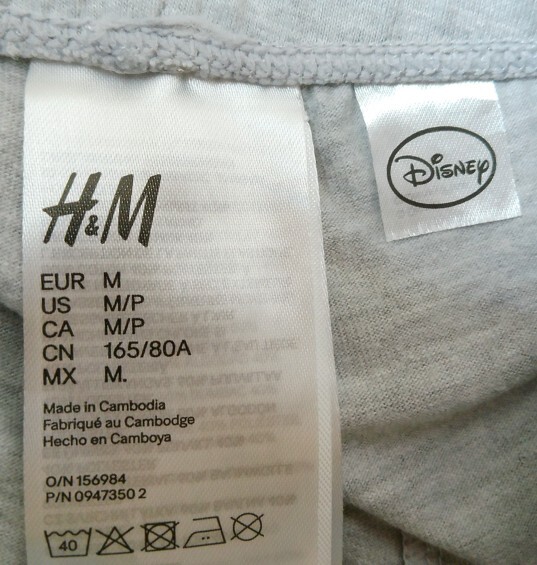 H&M
Disney
EUR M
US M/P
CA M/P
CN 165/80A
MX M.
Made in Cambodia
Fabriqué au Cambodge
Hecho en Camboya
O/N 156984
P/N 0947350 2
40